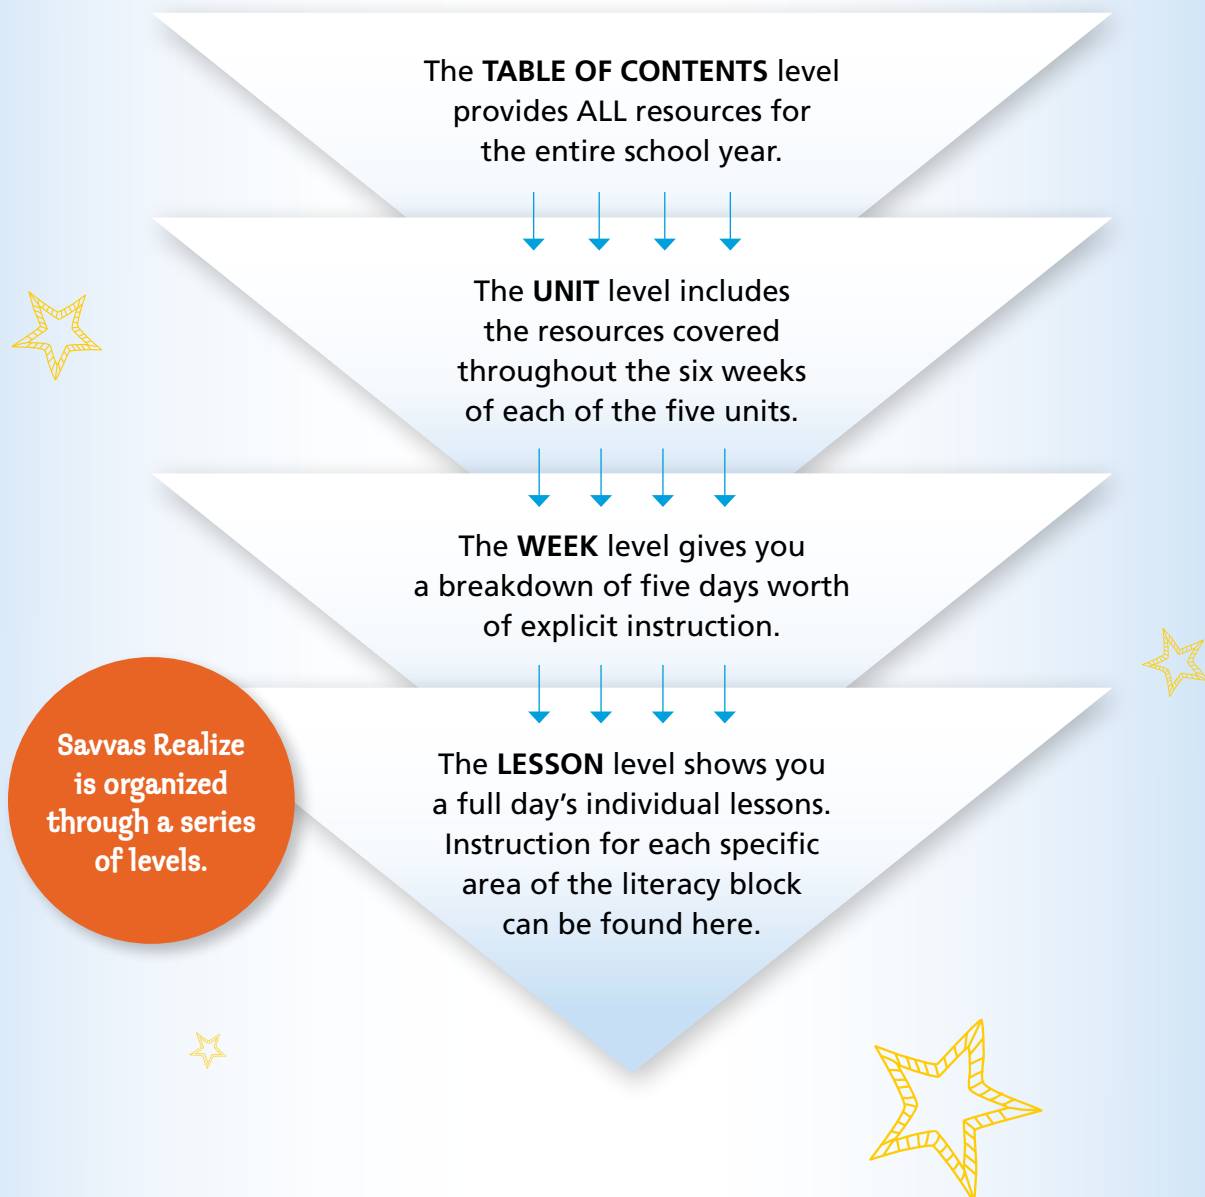 The TABLE OF CONTENTS level
provides ALL resources for
the entire school year.
The UNIT level includes
the resources covered
throughout the six weeks
of each of the five units.
The WEEK level gives you
a breakdown of five days worth
of explicit instruction.
Savvas Realize
is organized
through a series
of levels.
The LESSON level shows you
a full day’s individual lessons.
Instruction for each specific
area of the literacy block
can be found here.